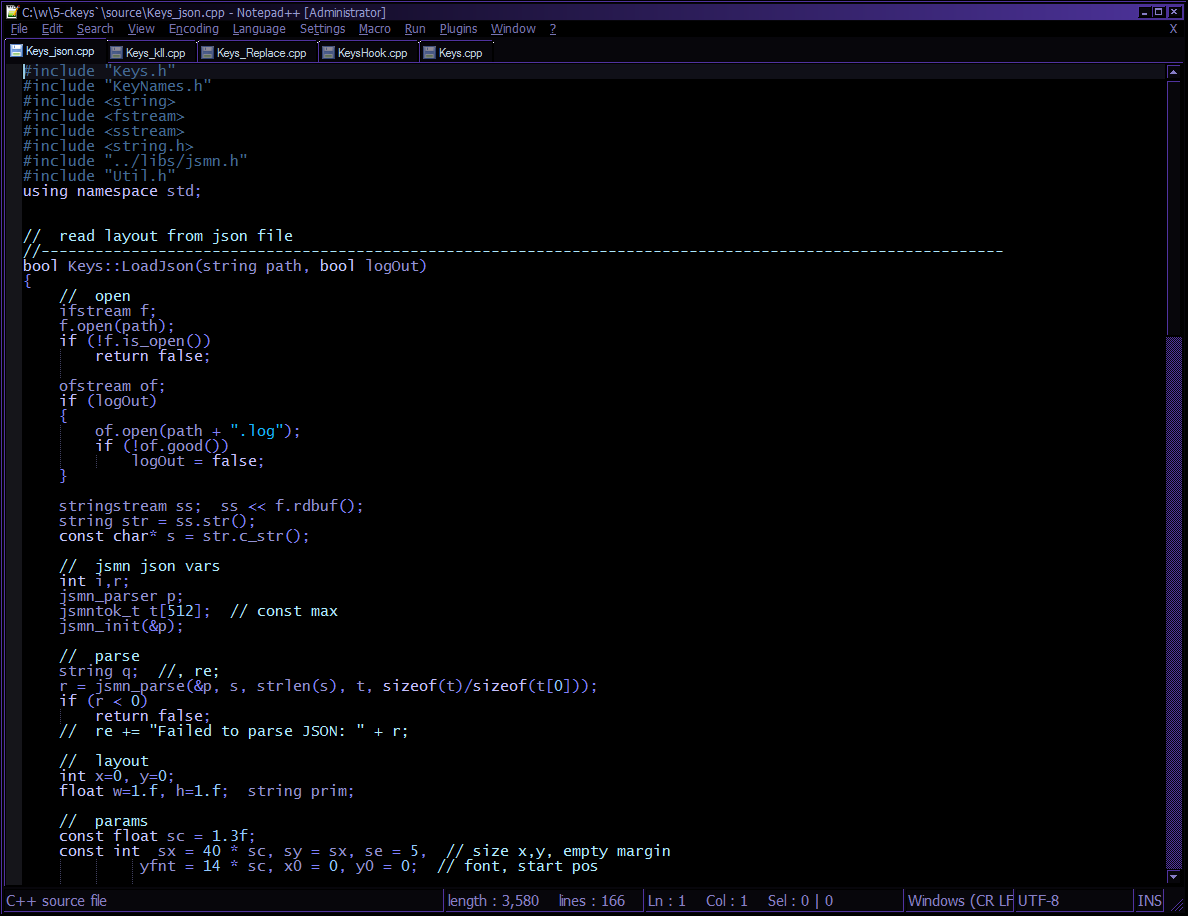 C:\w\5-ckeys`\source\Keys_json.cpp - Notepad++ [Administrator]
File Edit Search View Encoding Language Settings Macro Run Plugins Window ? X
Keys_json.cpp Keys_kll.cpp Keys_Replace.cpp KeysHook.cpp Keys.cpp
#include "Keys.h"
#include "KeyNames.h"
#include <string>
#include <fstream>
#include <sstream>
#include <string.h>
#include "../libs/jsmn.h"
#include "Util.h"
using namespace std;
//  read layout from json file
//-----------------------------------------------------------------------------------------------------------
bool Keys::LoadJson(string path, bool logOut)
{
    //  open
    ifstream f;
    f.open(path);
    if (!f.is_open())
        return false;
    ofstream of;
    if (logOut)
    {
        of.open(path + ".log");
        if (!of.good())
            logOut = false;
    }
    stringstream ss;  ss << f.rdbuf();
    string str = ss.str();
    const char* s = str.c_str();
    //  jsmn json vars
    int i,r;
    jsmn_parser p;
    jsmntok_t t[512];  // const max
    jsmn_init(&p);
    //  parse
    string q;  //, re;
    r = jsmn_parse(&p, s, strlen(s), t, sizeof(t)/sizeof(t[0]));
    if (r < 0)
        return false;
    //  re += "Failed to parse JSON: " + r;
    //  layout
    int x=0, y=0;
    float w=1.f, h=1.f;  string prim;
    //  params
    const float sc = 1.3f;
    const int  sx = 40 * sc, sy = sx, se = 5,  // size x,y, empty margin
             yfnt = 14 * sc, x0 = 0, y0 = 0;  // font, start pos
C++ source file length : 3,580 lines : 166 Ln : 1 Col : 1 Sel : 0 | 0 Windows (CR LF UTF-8 INS